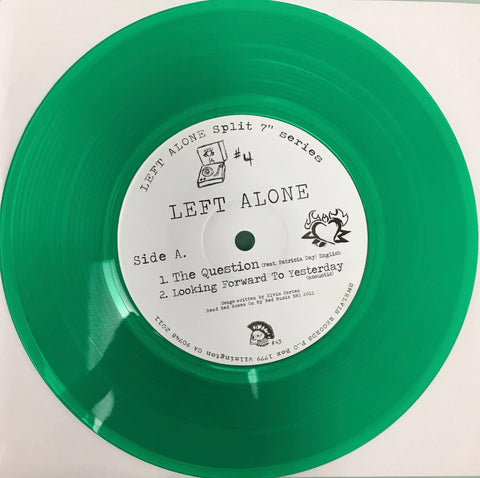 LEFT ALONE Split 7" series
#4
LEFT ALONE
Side A.
1. The Question (feat. Patricia Day) English
2. Looking Forward To Yesterday
(acoustic)
Songs written by Elvis Cortez
Dead Red Roses On My Bed Music BMI 2011
#43
SMELVIS RECORDS P.O Box 1979 Wilmington CA 90748 2011